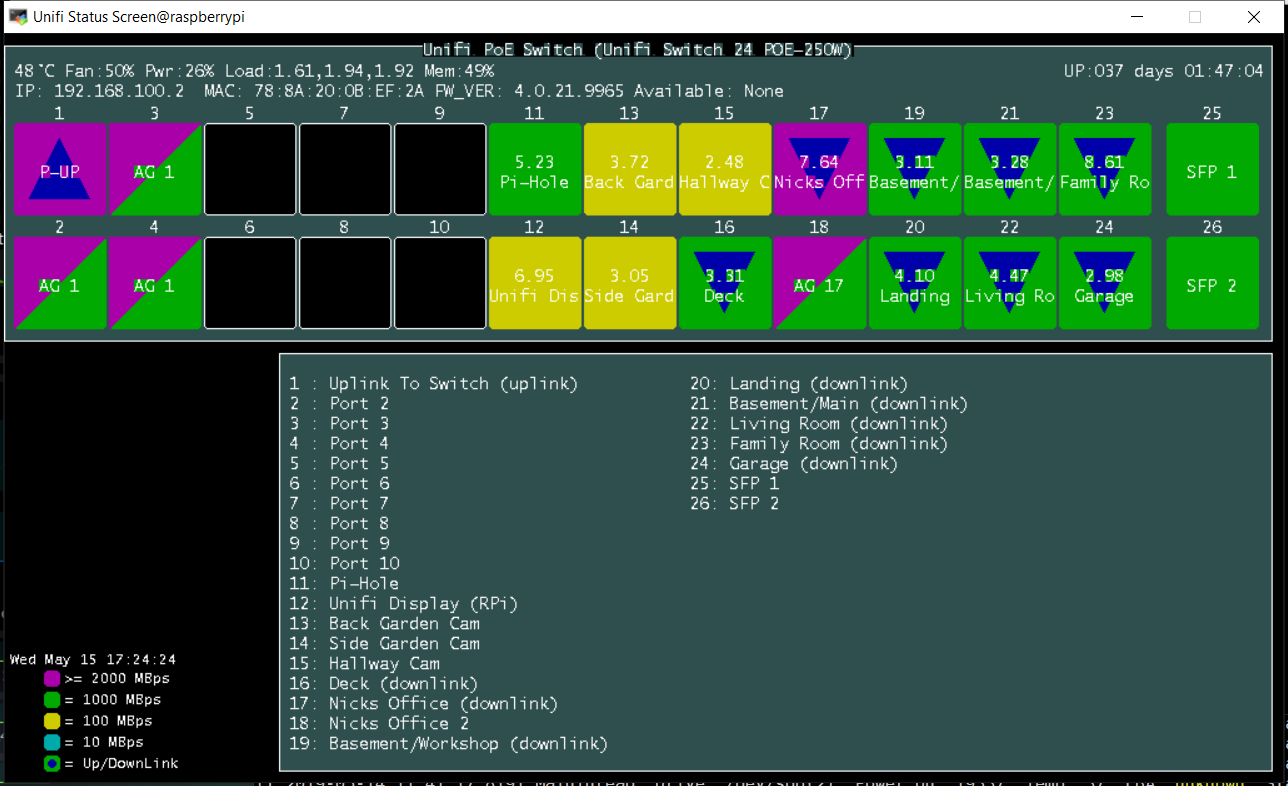 Unifi Status Screen@raspberrypi
Unifi PoE Switch (Unifi Switch 24 POE-250W)
48°C Fan:50% Pwr:26% Load:1.61,1.94,1.92 Mem:49% UP:037 days 01:47:04
IP: 192.168.100.2 MAC: 78:8A:20:0B:EF:2A FW_VER: 4.0.21.9965 Available: None
1 3 5 7 9 11 13 15 17 19 21 23 25
5.23 3.72 2.48 7.64 3.11 3.28 8.61
P-UP AG 1 SFP 1
Pi-Hole Back Gard Hallway C Nicks Off Basement/ Basement/ Family Ro
2 4 6 8 10 12 14 16 18 20 22 24 26
6.95 3.05 3.31 4.10 4.47 2.98
AG 1 AG 1 AG 17 SFP 2
Unifi Dis Side Gard Deck Landing Living Ro Garage
1 : Uplink To Switch (uplink)
2 : Port 2
3 : Port 3
4 : Port 4
5 : Port 5
6 : Port 6
7 : Port 7
8 : Port 8
9 : Port 9
10: Port 10
11: Pi-Hole
12: Unifi Display (RPi)
13: Back Garden Cam
14: Side Garden Cam
15: Hallway Cam
16: Deck (downlink)
17: Nicks Office (downlink)
18: Nicks Office 2
19: Basement/Workshop (downlink)
20: Landing (downlink)
21: Basement/Main (downlink)
22: Living Room (downlink)
23: Family Room (downlink)
24: Garage (downlink)
25: SFP 1
26: SFP 2
Wed May 15 17:24:24
>= 2000 MBps
= 1000 MBps
= 100 MBps
= 10 MBps
= Up/DownLink